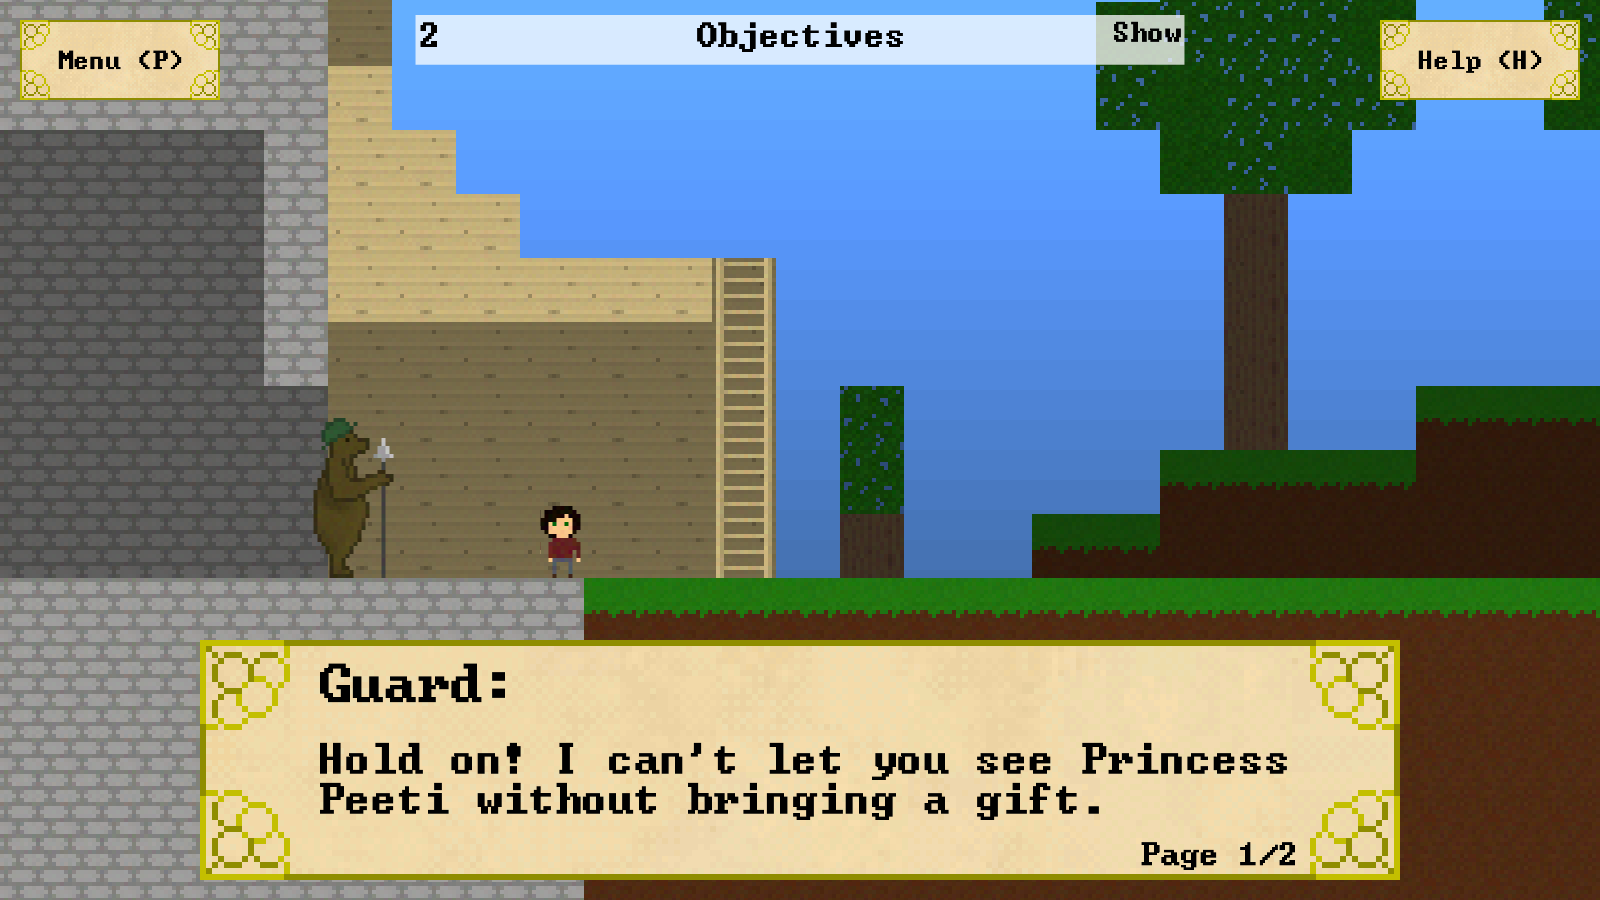 Menu (P)
2 Objectives Show
Help (H)
Guard:
Hold on! I can't let you see Princess
Peeti without bringing a gift.
Page 1/2